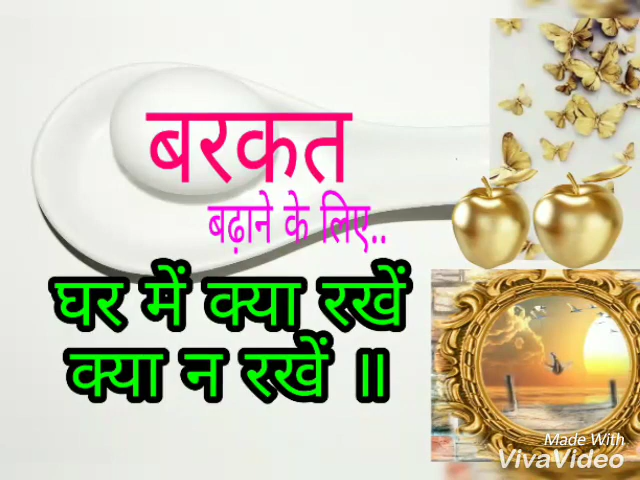 बरकत
बढ़ाने के लिए..
घर में क्या रखें
क्या न रखें ॥
Made With
VivaVideo